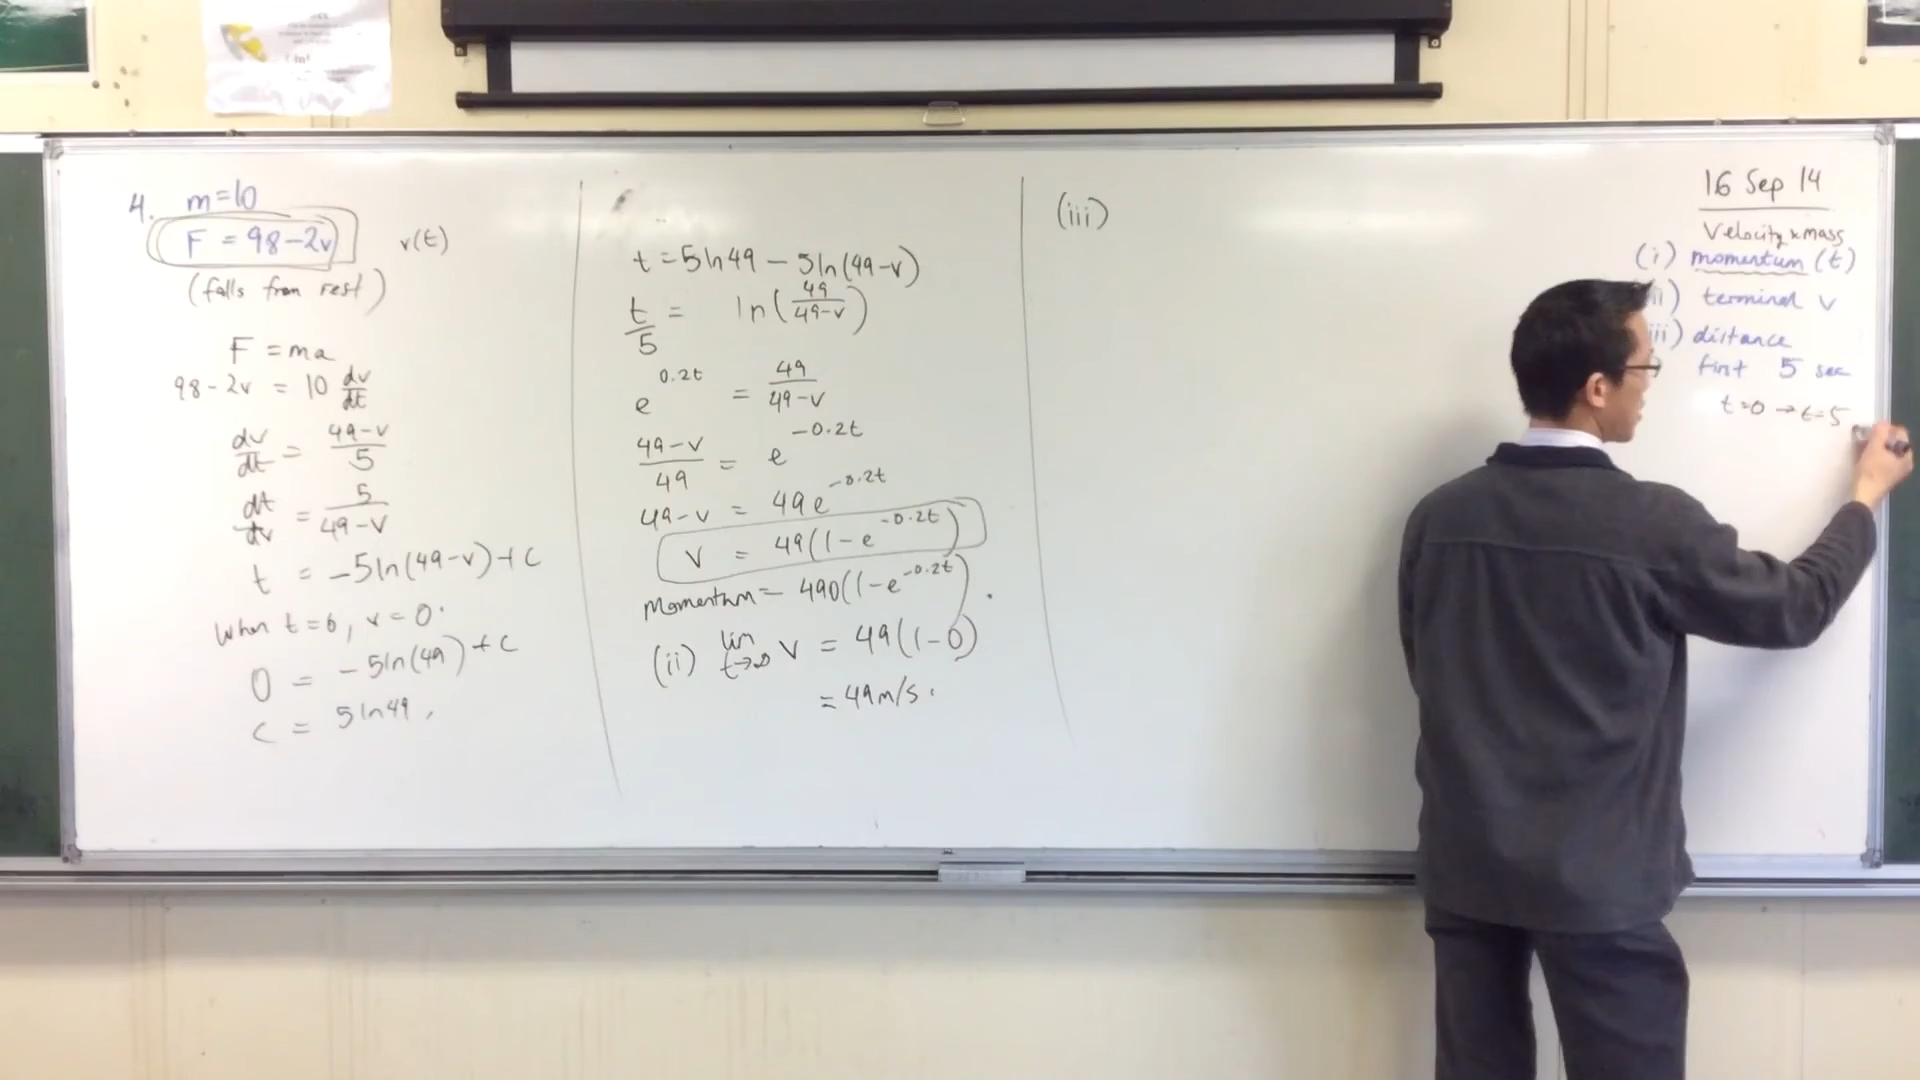 4. m=10
F = 98-2v
v(t)
(falls from rest)
F = ma
98-2v = 10 dv/dt
dv/dt = 49-v/5
dt/dv = 5/49-v
t = -5ln(49-v)+c
When t=0, v=0.
0 = -5ln(49)+c
c = 5ln49,
t = 5ln49 - 5ln(49-v)
t/5 = ln(49/49-v)
e^0.2t = 49/49-v
49-v/49 = e^-0.2t
49-v = 49e^-0.2t
v = 49(1-e^-0.2t)
Momentum = 490(1-e^-0.2t).
(ii) lim t→∞ v = 49(1-0)
= 49m/s.
(iii)
16 Sep 14
Velocity x mass
(i) momentum (t)
ii) terminal v
iii) distance
first 5 sec
t=0 → t=5